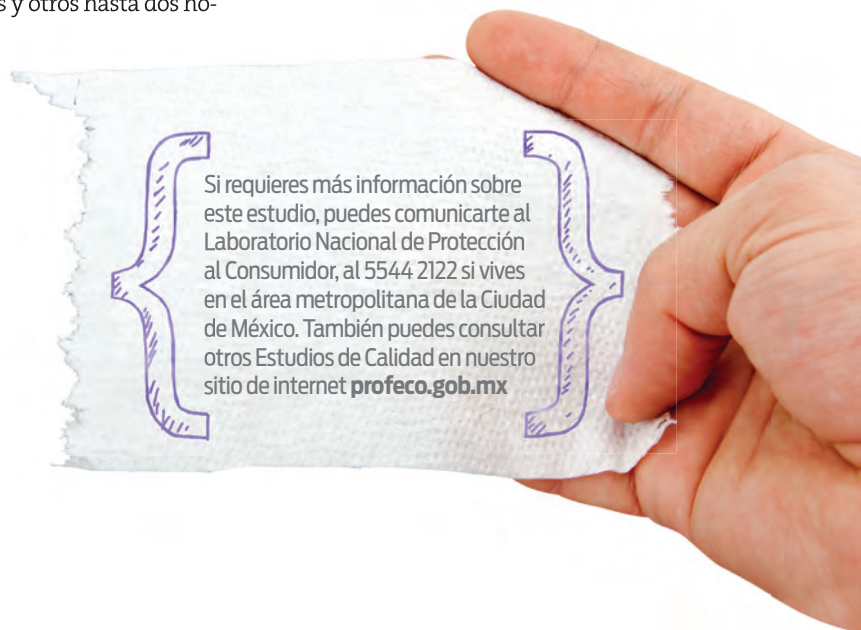 s y otros hasta dos ho-
Si requieres más información sobre
este estudio, puedes comunicarte al
Laboratorio Nacional de Protección
al Consumidor, al 5544 2122 si vives
en el área metropolitana de la Ciudad
de México. También puedes consultar
otros Estudios de Calidad en nuestro
sitio de internet profeco.gob.mx